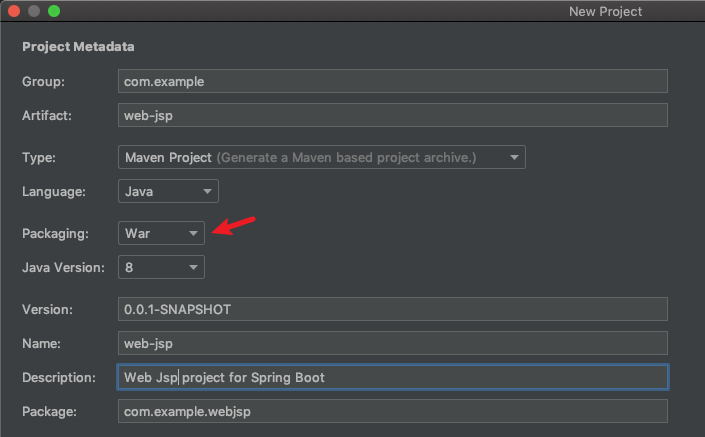 New Project
Project Metadata
Group: com.example
Artifact: web-jsp
Type: Maven Project (Generate a Maven based project archive.)
Language: Java
Packaging: War
Java Version: 8
Version: 0.0.1-SNAPSHOT
Name: web-jsp
Description: Web Jsp project for Spring Boot
Package: com.example.webjsp